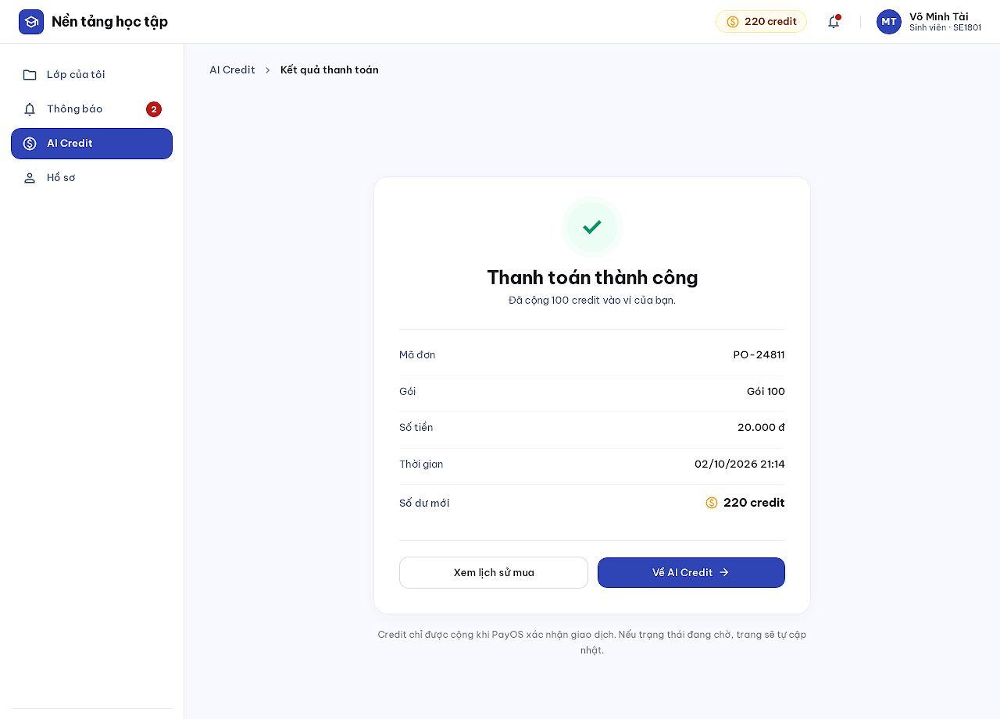 Nền tảng học tập
220 credit
MT
Võ Minh Tài
Sinh viên · SE1801
Lớp của tôi
Thông báo
2
AI Credit
Hồ sơ
AI Credit > Kết quả thanh toán
Thanh toán thành công
Đã cộng 100 credit vào ví của bạn.
Mã đơn PO-24811
Gói Gói 100
Số tiền 20.000 đ
Thời gian 02/10/2026 21:14
Số dư mới 220 credit
Xem lịch sử mua
Về AI Credit →
Credit chỉ được cộng khi PayOS xác nhận giao dịch. Nếu trạng thái đang chờ, trang sẽ tự cập
nhật.